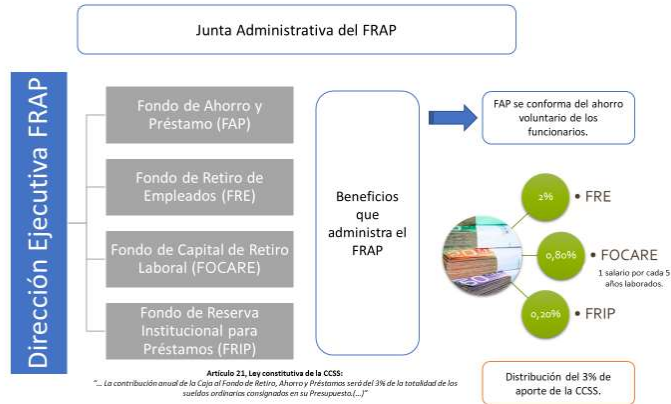 Junta Administrativa del FRAP
Dirección Ejecutiva FRAP
Fondo de Ahorro y
Préstamo (FAP)
Fondo de Retiro de
Empleados (FRE)
Fondo de Capital de Retiro
Laboral (FOCARE)
Fondo de Reserva
Institucional para
Préstamos (FRIP)
Beneficios
que
administra el
FRAP
FAP se conforma del ahorro
voluntario de los
funcionarios.
2%
• FRE
0,80%
• FOCARE
1 salario por cada 5
años laborados.
0,20%
• FRIP
Artículo 21, Ley constitutiva de la CCSS:
"... La contribución anual de la Caja al Fondo de Retiro, Ahorro y Préstamos será del 3% de la totalidad de los
sueldos ordinarios consignados en su Presupuesto.(...)"
Distribución del 3% de
aporte de la CCSS.